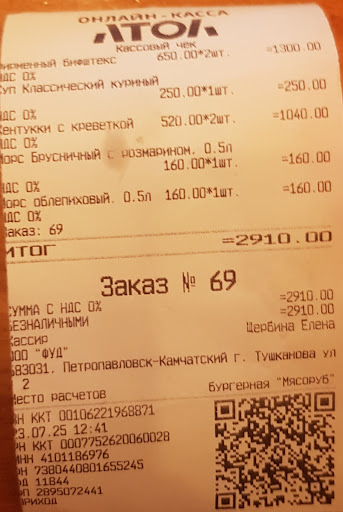 ОНЛАЙН-КАССА
АТОЛ
Кассовый чек
ирменный Бифштекс 650.00*2шт. =1300.00
НДС 0%
Суп Классический куриный
250.00*1шт. =250.00
НДС 0%
Кентукки с креветкой 520.00*2шт. =1040.00
НДС 0%
Морс Брусничный с розмарином. 0.5л
160.00*1шт. =160.00
НДС 0%
Морс облепиховый. 0.5л 160.00*1шт. =160.00
НДС 0%
Заказ: 69
ИТОГ =2910.00
Заказ № 69
СУММА С НДС 0% =2910.00
БЕЗНАЛИЧНЫМИ =2910.00
Кассир Щербина Елена
ООО "ФУД"
683031, Петропавловск-Камчатский г. Тушканова ул
2
Место расчетов Бургерная "Мясоруб"
ЗН ККТ 00106221968871
23.07.25 12:41
РН ККТ 0007752620060028
ИНН 4101186976
ФН 7380440801655245
ФД 11844
ФП 2895072441
ПРИХОД